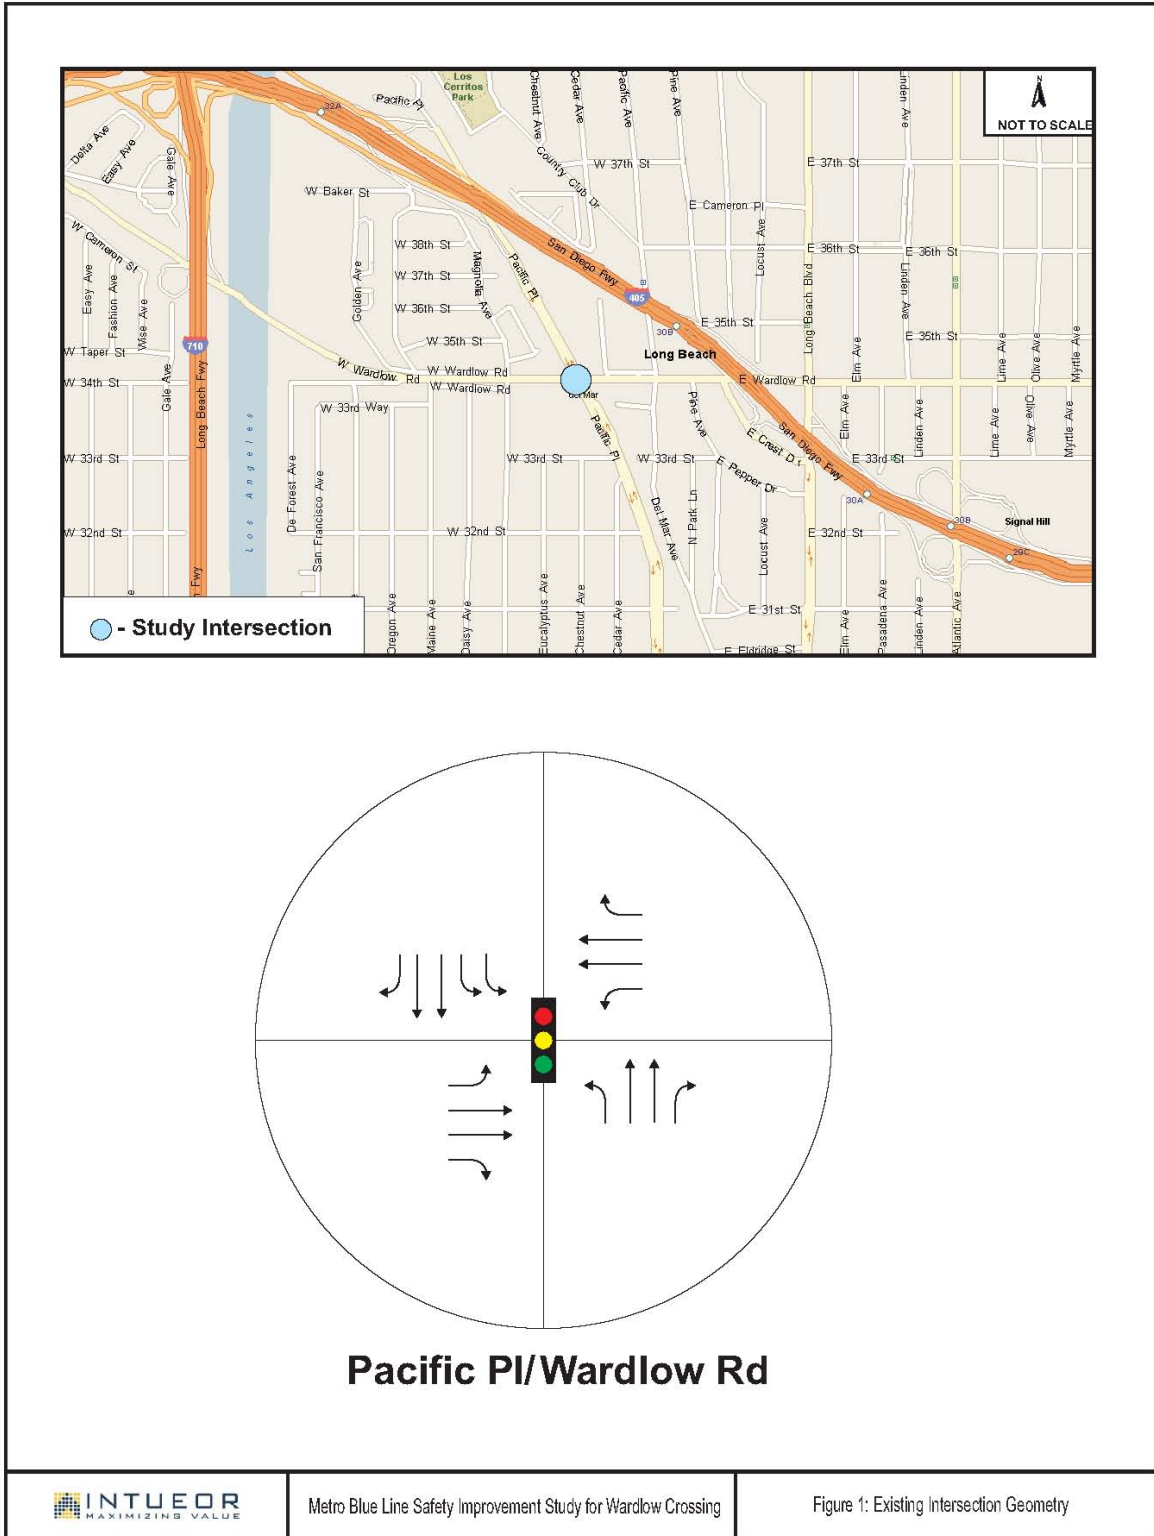 Los
Cerritos
Park
Chestnut Ave
Cedar Ave
Pacific Ave
Pine Ave
Linden Ave
N
NOT TO SCALE
32A
Pacific Pl
Delta Ave
Easy Ave
Gale Ave
County Club Dr
W 37th St
E 37th St
W Baker St
E Cameron Pl
W Cameron St
W 38th St
San Diego Fwy
Locust Ave
E 36th St
E 36th St
Easy Ave
Fashion Ave
Wise Ave
Golden Ave
W 37th St
Magnolia Ave
Pacific Pl
405
Long Beach Blvd
Linden Ave
W 36th St
30B
E 35th St
E 35th St
710
W 35th St
Long Beach
Elm Ave
Lime Ave
Olive Ave
Myrtle Ave
W Taper St
W Wardlow Rd
W Wardlow Rd
W Wardlow Rd
E Wardlow Rd
W 34th St
Gale Ave
Long Beach Fwy
del Mar
W 33rd Way
Pacific Pl
Pine Ave
E Crest Dr
San Diego Fwy
Elm Ave
Linden Ave
Lime Ave
Olive Ave
Myrtle Ave
Los Angeles
W 33rd St
W 33rd St
W 33rd St
E Pepper Dr
E 33rd St
De Forest Ave
San Francisco Ave
30A
W 32nd St
W 32nd St
Del Mar Ave
N Park Ln
Locust Ave
E 32nd St
30B
Signal Hill
29C
Fwy
Oregon Ave
Maine Ave
Daisy Ave
Eucalyptus Ave
Chestnut Ave
Cedar Ave
E 31st St
E Eldridge St
Elm Ave
Pasadena Ave
Linden Ave
Atlantic Ave
- Study Intersection
Pacific Pl/Wardlow Rd
INTUEOR
MAXIMIZING VALUE
Metro Blue Line Safety Improvement Study for Wardlow Crossing
Figure 1: Existing Intersection Geometry